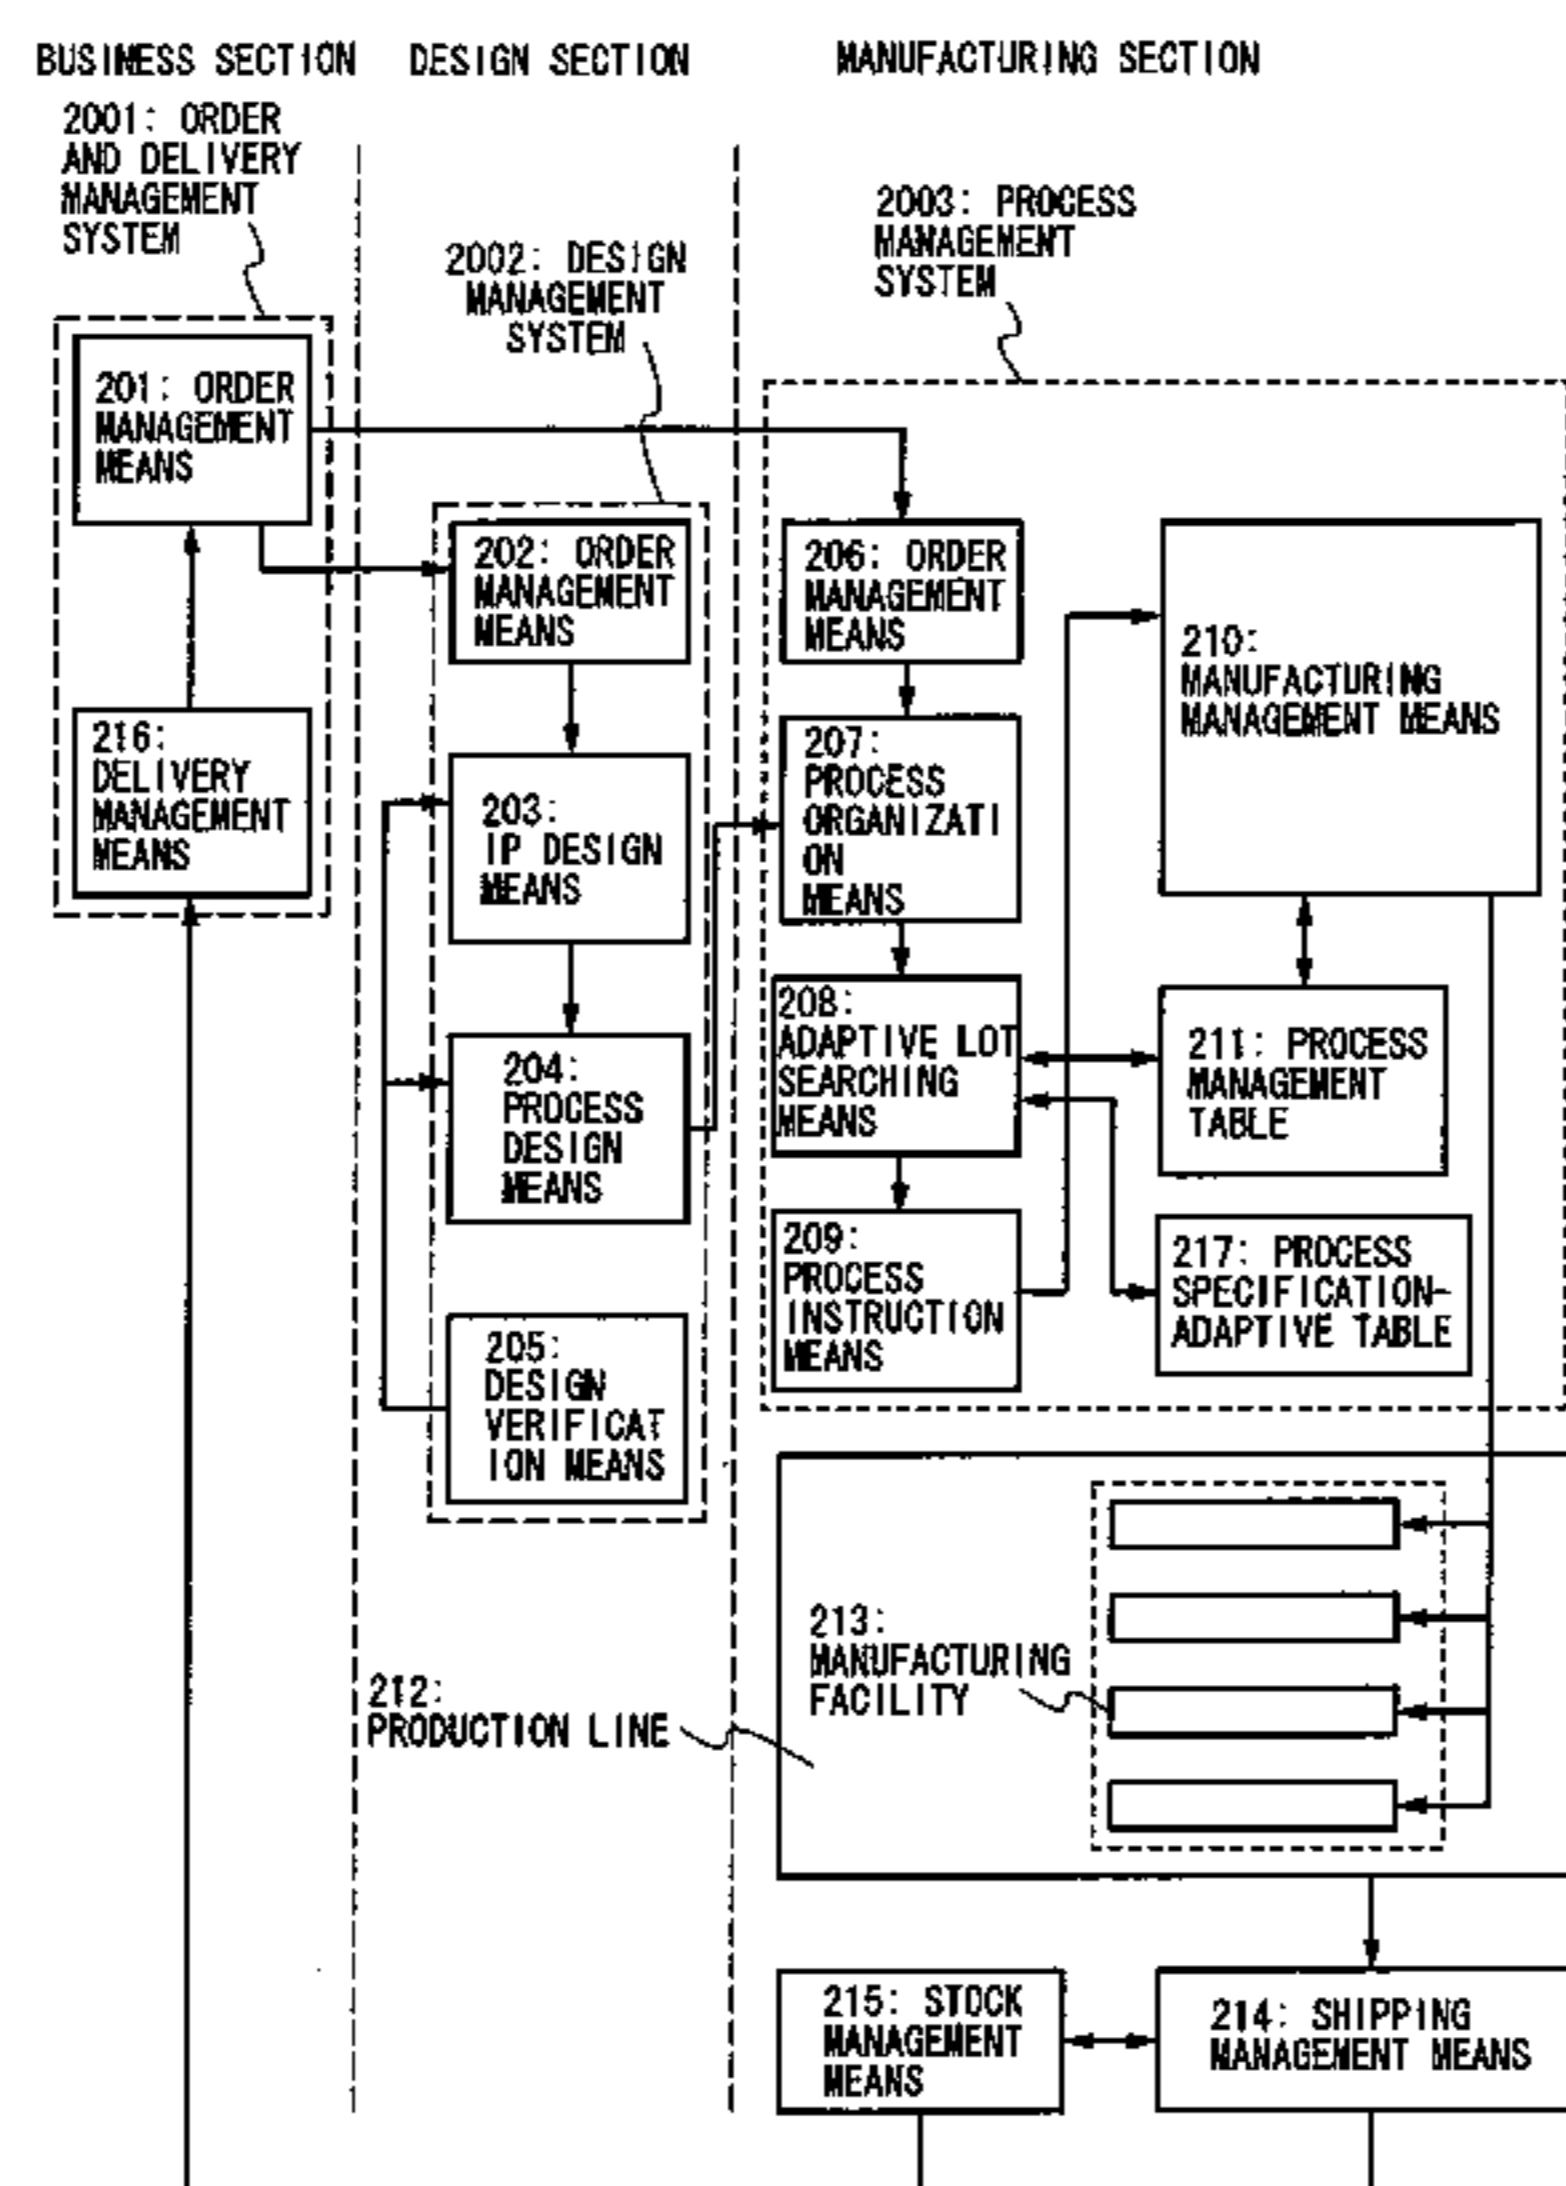 BUSINESS SECTION
DESIGN SECTION
MANUFACTURING SECTION
2001: ORDER
AND DELIVERY
MANAGEMENT
SYSTEM
2002: DESIGN
MANAGEMENT
SYSTEM
2003: PROCESS
MANAGEMENT
SYSTEM
201: ORDER
MANAGEMENT
MEANS
216:
DELIVERY
MANAGEMENT
MEANS
202: ORDER
MANAGEMENT
MEANS
203:
IP DESIGN
MEANS
204:
PROCESS
DESIGN
MEANS
205:
DESIGN
VERIFICAT
ION MEANS
206: ORDER
MANAGEMENT
MEANS
207:
PROCESS
ORGANIZATI
ON
MEANS
208:
ADAPTIVE LOT
SEARCHING
MEANS
209:
PROCESS
INSTRUCTION
MEANS
210:
MANUFACTURING
MANAGEMENT MEANS
211: PROCESS
MANAGEMENT
TABLE
217: PROCESS
SPECIFICATION-
ADAPTIVE TABLE
213:
MANUFACTURING
FACILITY
212:
PRODUCTION LINE
215: STOCK
MANAGEMENT
MEANS
214: SHIPPING
MANAGEMENT MEANS